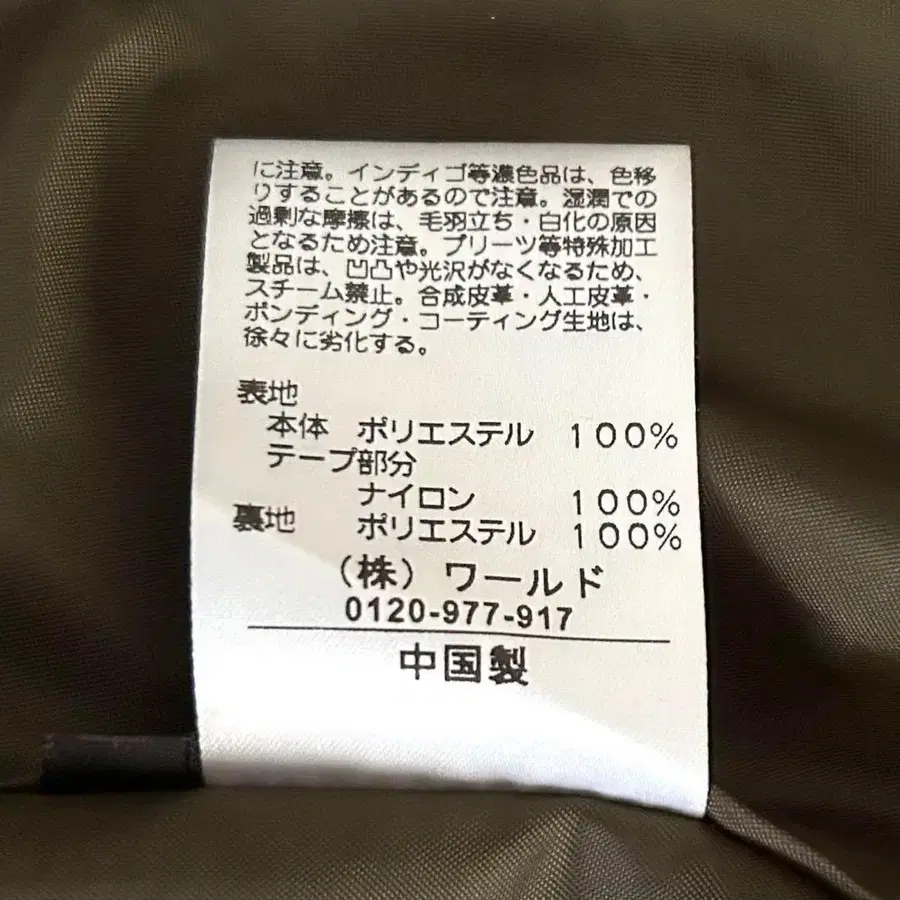 に注意。インディゴ等濃色品は、色移
りすることがあるので注意。湿潤での
過剰な摩擦は、毛羽立ち・白化の原因
となるため注意。プリーツ等特殊加工
製品は、凹凸や光沢がなくなるため、
スチーム禁止。合成皮革・人工皮革・
ボンディング・コーティング生地は、
徐々に劣化する。
表地
本体 ポリエステル 100%
テープ部分
ナイロン 100%
裏地 ポリエステル 100%
(株)ワールド
0120-977-917
中国製